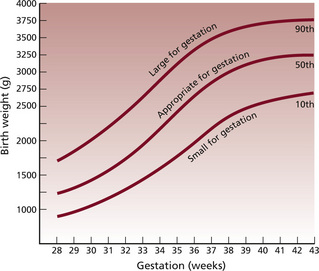 4000
3750
3500
3250
3000
2750
2500
2000
1500
1000
Birth weight (g)
Large for gestation
90th
Appropriate for gestation
50th
Small for gestation
10th
28 29 30 31 32 33 34 35 36 37 38 39 40 41 42 43
Gestation (weeks)